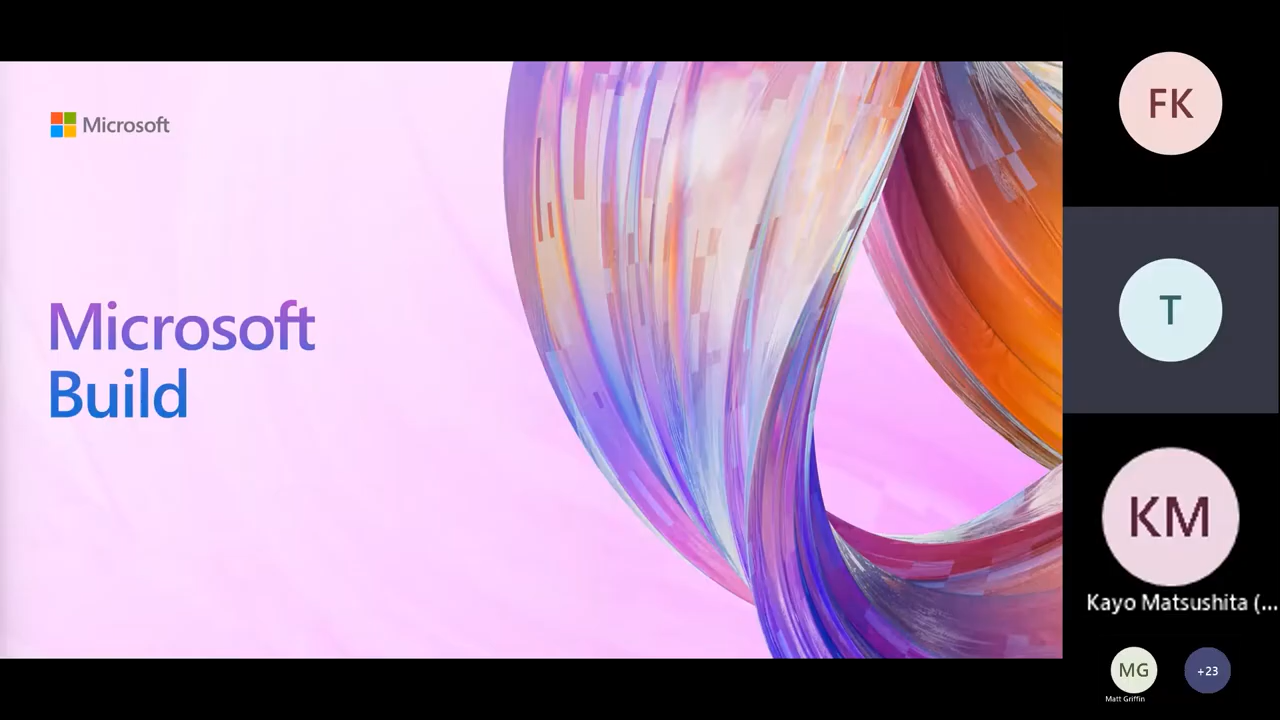 Microsoft
Microsoft
Build
FK
T
KM
Kayo Matsushita (...
MG
+23
Matt Griffin